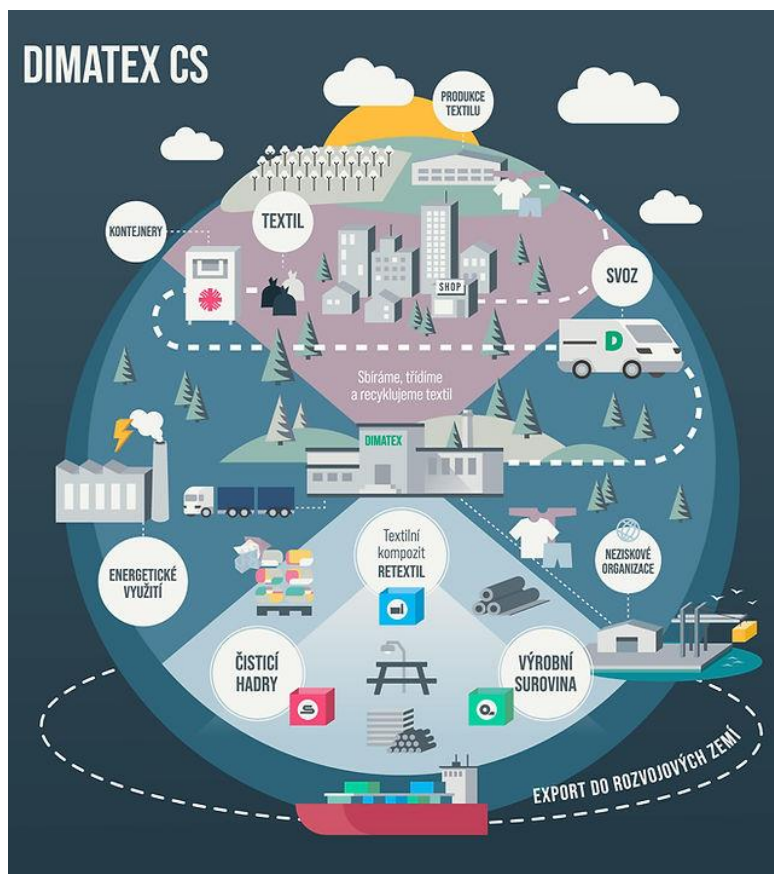 DIMATEX CS
PRODUKCE
TEXTILU
KONTEJNERY
TEXTIL
SVOZ
SHOP
D
Sbíráme, třídíme
a recyklujeme textil
DIMATEX
Textilní
kompozit
RETEXTIL
ENERGETICKÉ
VYUŽITÍ
NEZISKOVÉ
ORGANIZACE
ČISTICÍ
HADRY
VÝROBNÍ
SUROVINA
EXPORT DO ROZVOJOVÝCH ZEMÍ